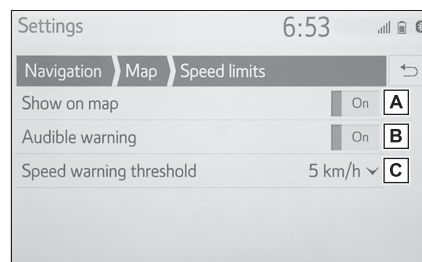 Settings 6:53
Navigation Map Speed limits
Show on map On A
Audible warning On B
Speed warning threshold 5 km/h C